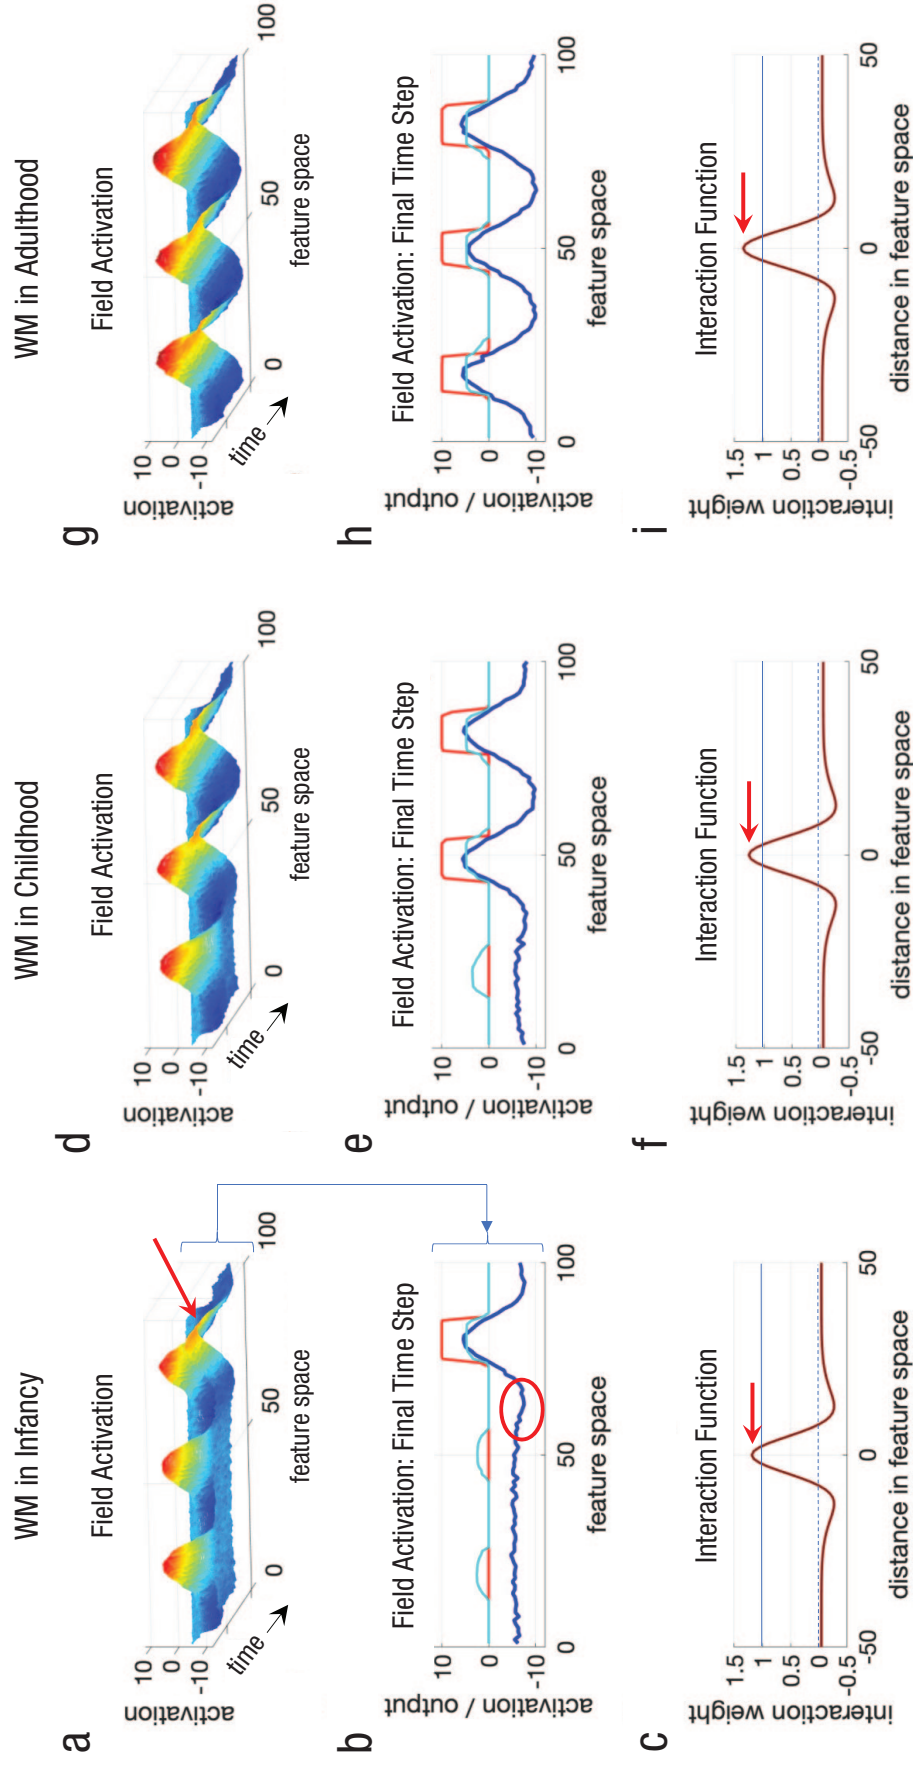 WM in Infancy
WM in Childhood
WM in Adulthood
a
Field Activation
activation
10
0
-10
time
0
50
100
feature space
d
Field Activation
activation
10
0
-10
time
0
50
100
feature space
g
Field Activation
activation
10
0
-10
time
0
50
100
feature space
b
Field Activation: Final Time Step
activation / output
10
0
-10
0
50
100
feature space
e
Field Activation: Final Time Step
activation / output
10
0
-10
0
50
100
feature space
h
Field Activation: Final Time Step
activation / output
10
0
-10
0
50
100
feature space
c
Interaction Function
interaction weight
1.5
1
0.5
0
-0.5
-50
0
50
distance in feature space
f
Interaction Function
interaction weight
1.5
1
0.5
0
-0.5
-50
0
50
distance in feature space
i
Interaction Function
interaction weight
1.5
1
0.5
0
-0.5
-50
0
50
distance in feature space